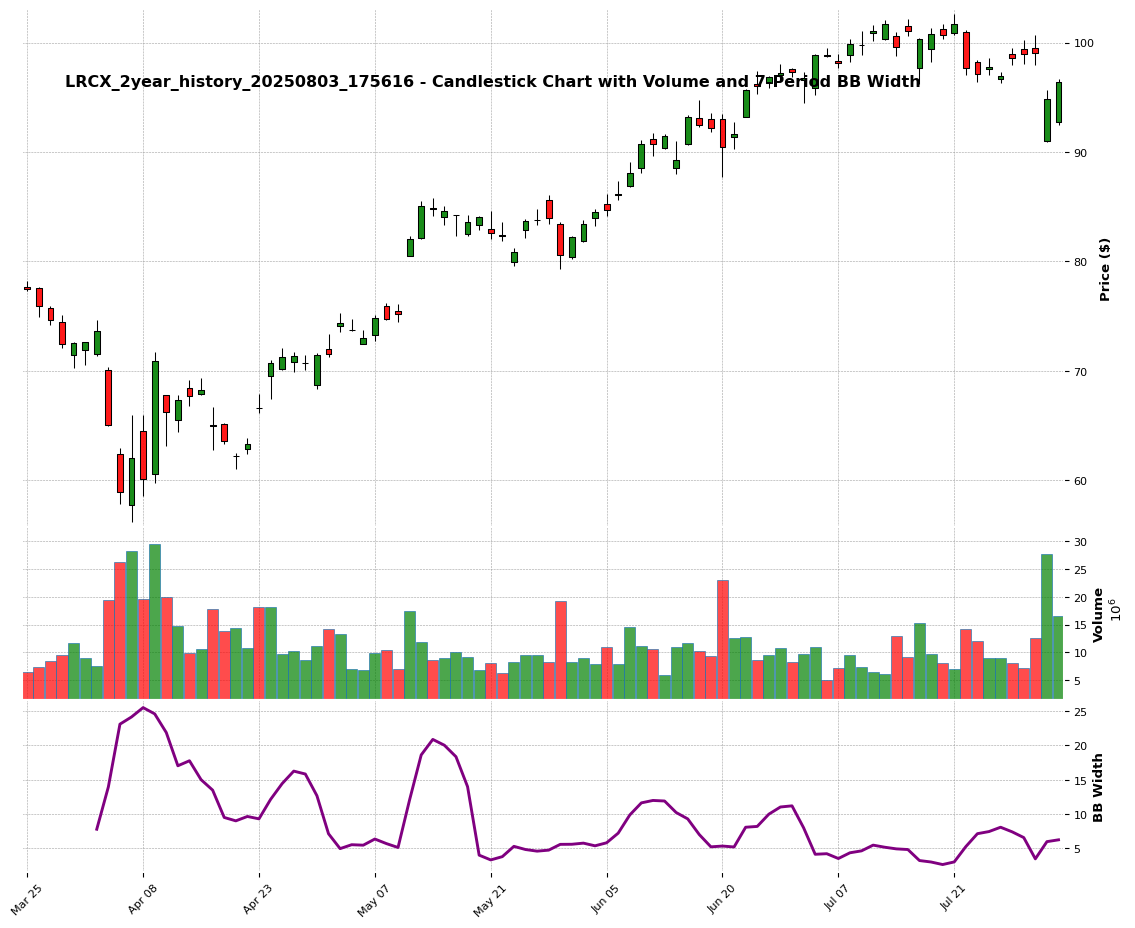 LRCX_2year_history_20250803_175616 - Candlestick Chart with Volume and 7-Period BB Width
100
90
80
70
60
Price ($)
30
25
20
15
10
5
Volume
10^6
25
20
15
10
5
BB Width
Mar 25
Apr 08
Apr 23
May 07
May 21
Jun 05
Jun 20
Jul 07
Jul 21